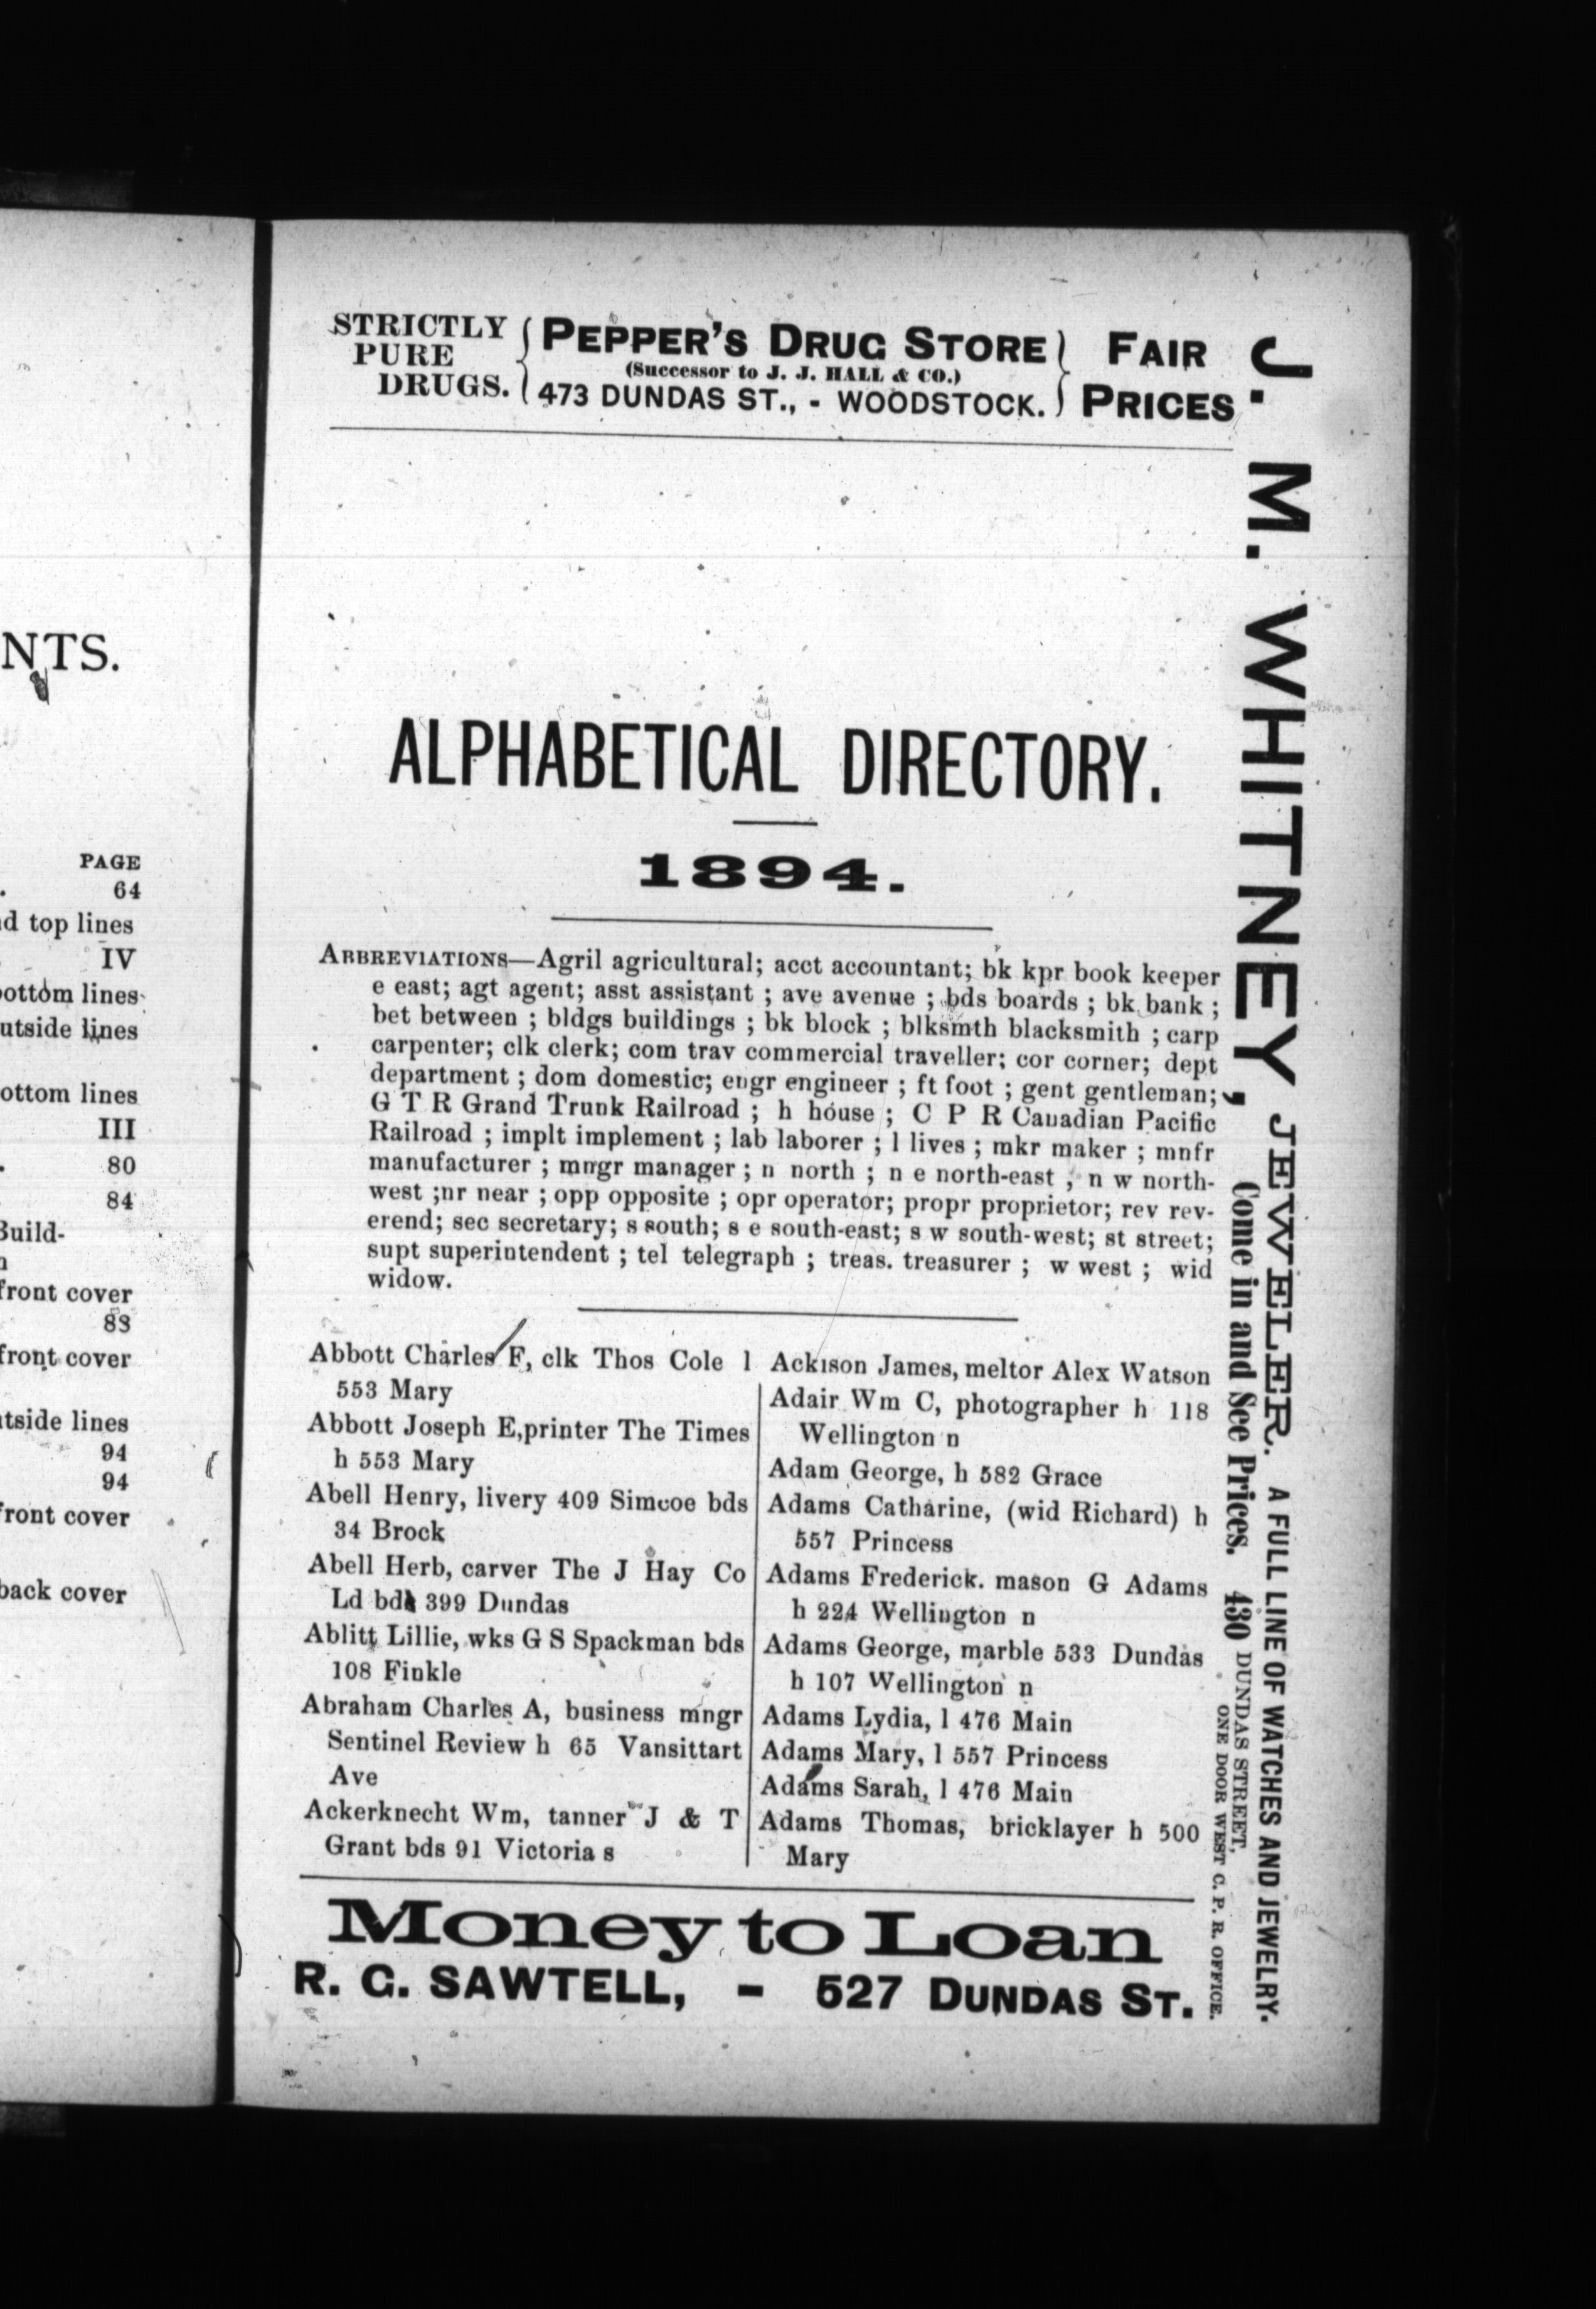 NTS.
PAGE
. 64
d top lines
IV
ottom lines
utside lines
ottom lines
III
. 80
84
Build-
front cover
83
front cover
tside lines
94
94
front cover
back cover
STRICTLY
PURE
DRUGS.
PEPPER'S DRUG STORE
(Successor to J. J. HALL & CO.)
473 DUNDAS ST., - WOODSTOCK.
FAIR
PRICES
ALPHABETICAL DIRECTORY.
1894.
ABBREVIATIONS—Agril agricultural; acct accountant; bk kpr book keeper
e east; agt agent; asst assistant ; ave avenue ; bds boards ; bk bank ;
bet between ; bldgs buildings ; bk block ; blksmth blacksmith ; carp
carpenter; clk clerk; com trav commercial traveller; cor corner; dept
department ; dom domestic; engr engineer ; ft foot ; gent gentleman;
G T R Grand Trunk Railroad ; h house ; C P R Canadian Pacific
Railroad ; implt implement ; lab laborer ; l lives ; mkr maker ; mnfr
manufacturer ; mngr manager ; n north ; n e north-east ; n w north-
west ;nr near ; opp opposite ; opr operator; propr proprietor; rev rev-
erend; sec secretary; s south; s e south-east; s w south-west; st street;
supt superintendent ; tel telegraph ; treas. treasurer ; w west ; wid
widow.
Abbott Charles F, clk Thos Cole l
553 Mary
Abbott Joseph E,printer The Times
h 553 Mary
Abell Henry, livery 409 Simcoe bds
34 Brock
Abell Herb, carver The J Hay Co
Ld bds 399 Dundas
Ablitt Lillie, wks G S Spackman bds
108 Finkle
Abraham Charles A, business mngr
Sentinel Review h 65 Vansittart
Ave
Ackerknecht Wm, tanner J & T
Grant bds 91 Victoria s
Ackison James, meltor Alex Watson
Adair Wm C, photographer h 118
Wellington n
Adam George, h 582 Grace
Adams Catharine, (wid Richard) h
557 Princess
Adams Frederick. mason G Adams
h 224 Wellington n
Adams George, marble 533 Dundas
h 107 Wellington n
Adams Lydia, l 476 Main
Adams Mary, l 557 Princess
Adams Sarah, l 476 Main
Adams Thomas, bricklayer h 500
Mary
Money to Loan
R. G. SAWTELL, - 527 DUNDAS ST.
J. M. WHITNEY, JEWELER. A FULL LINE OF WATCHES AND JEWELRY.
Come in and See Prices. 430 DUNDAS STREET,
ONE DOOR WEST C. P. R. OFFICE.